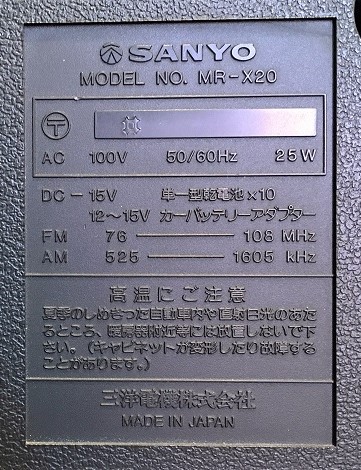 SANYO
MODEL NO. MR-X20
AC 100V 50/60Hz 25W
DC-15V 単一型乾電池×10
12～15V カーバッテリーアダプター
FM 76 — 108 MHz
AM 525 — 1605 kHz
高温にご注意
夏季のしめきった自動車内や直射日光のあた
るところ、暖房器附近等には放置しないで下
さい。(キャビネットが変形したり故障する
ことがあります。)
三洋電機株式会社
MADE IN JAPAN